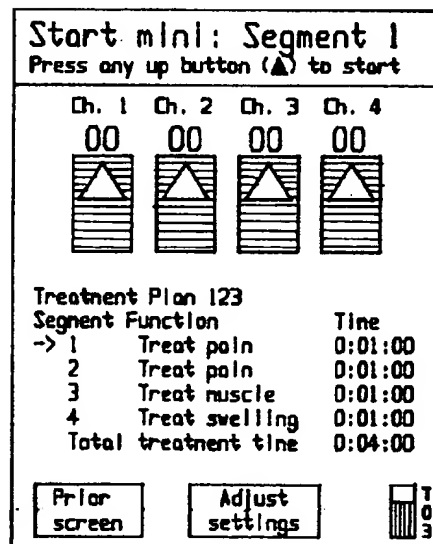 Start mini: Segment 1
Press any up button (▲) to start
Ch. 1 Ch. 2 Ch. 3 Ch. 4
00 00 00 00
Treatment Plan 123
Segment Function Time
-> 1 Treat pain 0:01:00
2 Treat pain 0:01:00
3 Treat muscle 0:01:00
4 Treat swelling 0:01:00
Total treatment time 0:04:00
Prior screen
Adjust settings
T
0
3